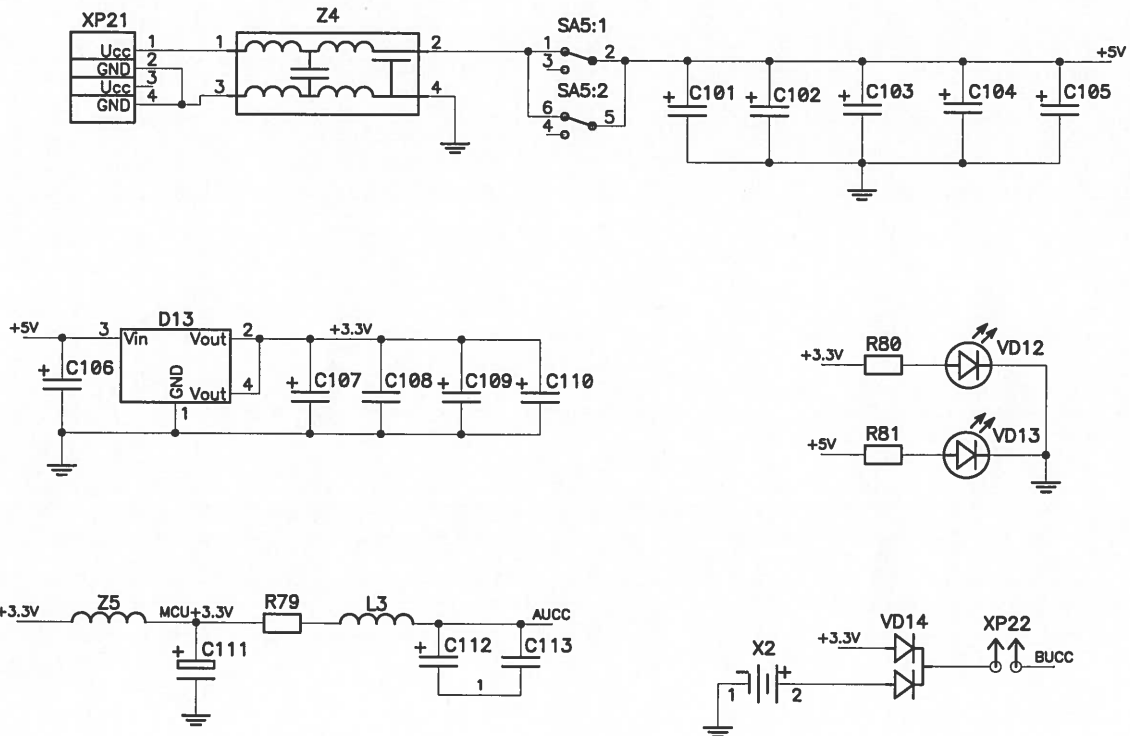 XP21
Z4
Ucc 1
GND 2
Ucc 3
GND 4
1
2
3
4
SA5:1
1
2
3
SA5:2
6
5
4
+5V
+ C101
+ C102
+ C103
+ C104
+ C105
+5V
3
D13
Vin
Vout
2
GND
Vout
4
1
+ C106
+3.3V
+ C107
C108
+ C109
+ C110
+3.3V
R80
VD12
+5V
R81
VD13
+3.3V
Z5
MCU+3.3V
R79
L3
AUCC
+ C111
+ C112
C113
1
+3.3V
VD14
XP22
BUCC
X2
- +
1
2